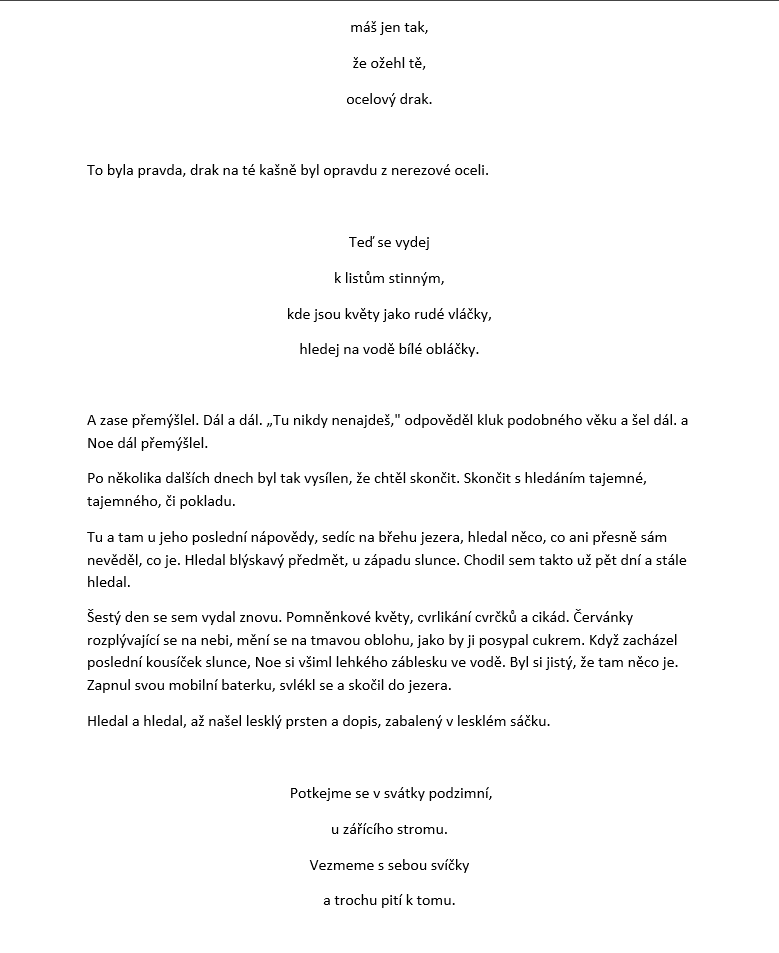 máš jen tak,
že ožehl tě,
ocelový drak.
To byla pravda, drak na té kašně byl opravdu z nerezové oceli.
Teď se vydej
k listům stinným,
kde jsou květy jako rudé vláčky,
hledej na vodě bílé obláčky.
A zase přemýšlel. Dál a dál. „Tu nikdy nenajdeš," odpověděl kluk podobného věku a šel dál. a
Noe dál přemýšlel.
Po několika dalších dnech byl tak vysílen, že chtěl skončit. Skončit s hledáním tajemné,
tajemného, či pokladu.
Tu a tam u jeho poslední nápovědy, sedíc na břehu jezera, hledal něco, co ani přesně sám
nevěděl, co je. Hledal blýskavý předmět, u západu slunce. Chodil sem takto už pět dní a stále
hledal.
Šestý den se sem vydal znovu. Pomněnkové květy, cvrlikání cvrčků a cikád. Červánky
rozplývající se na nebi, mění se na tmavou oblohu, jako by ji posypal cukrem. Když zacházel
poslední kousíček slunce, Noe si všiml lehkého záblesku ve vodě. Byl si jistý, že tam něco je.
Zapnul svou mobilní baterku, svlékl se a skočil do jezera.
Hledal a hledal, až našel lesklý prsten a dopis, zabalený v lesklém sáčku.
Potkejme se v svátky podzimní,
u zářícího stromu.
Vezmeme s sebou svíčky
a trochu pití k tomu.